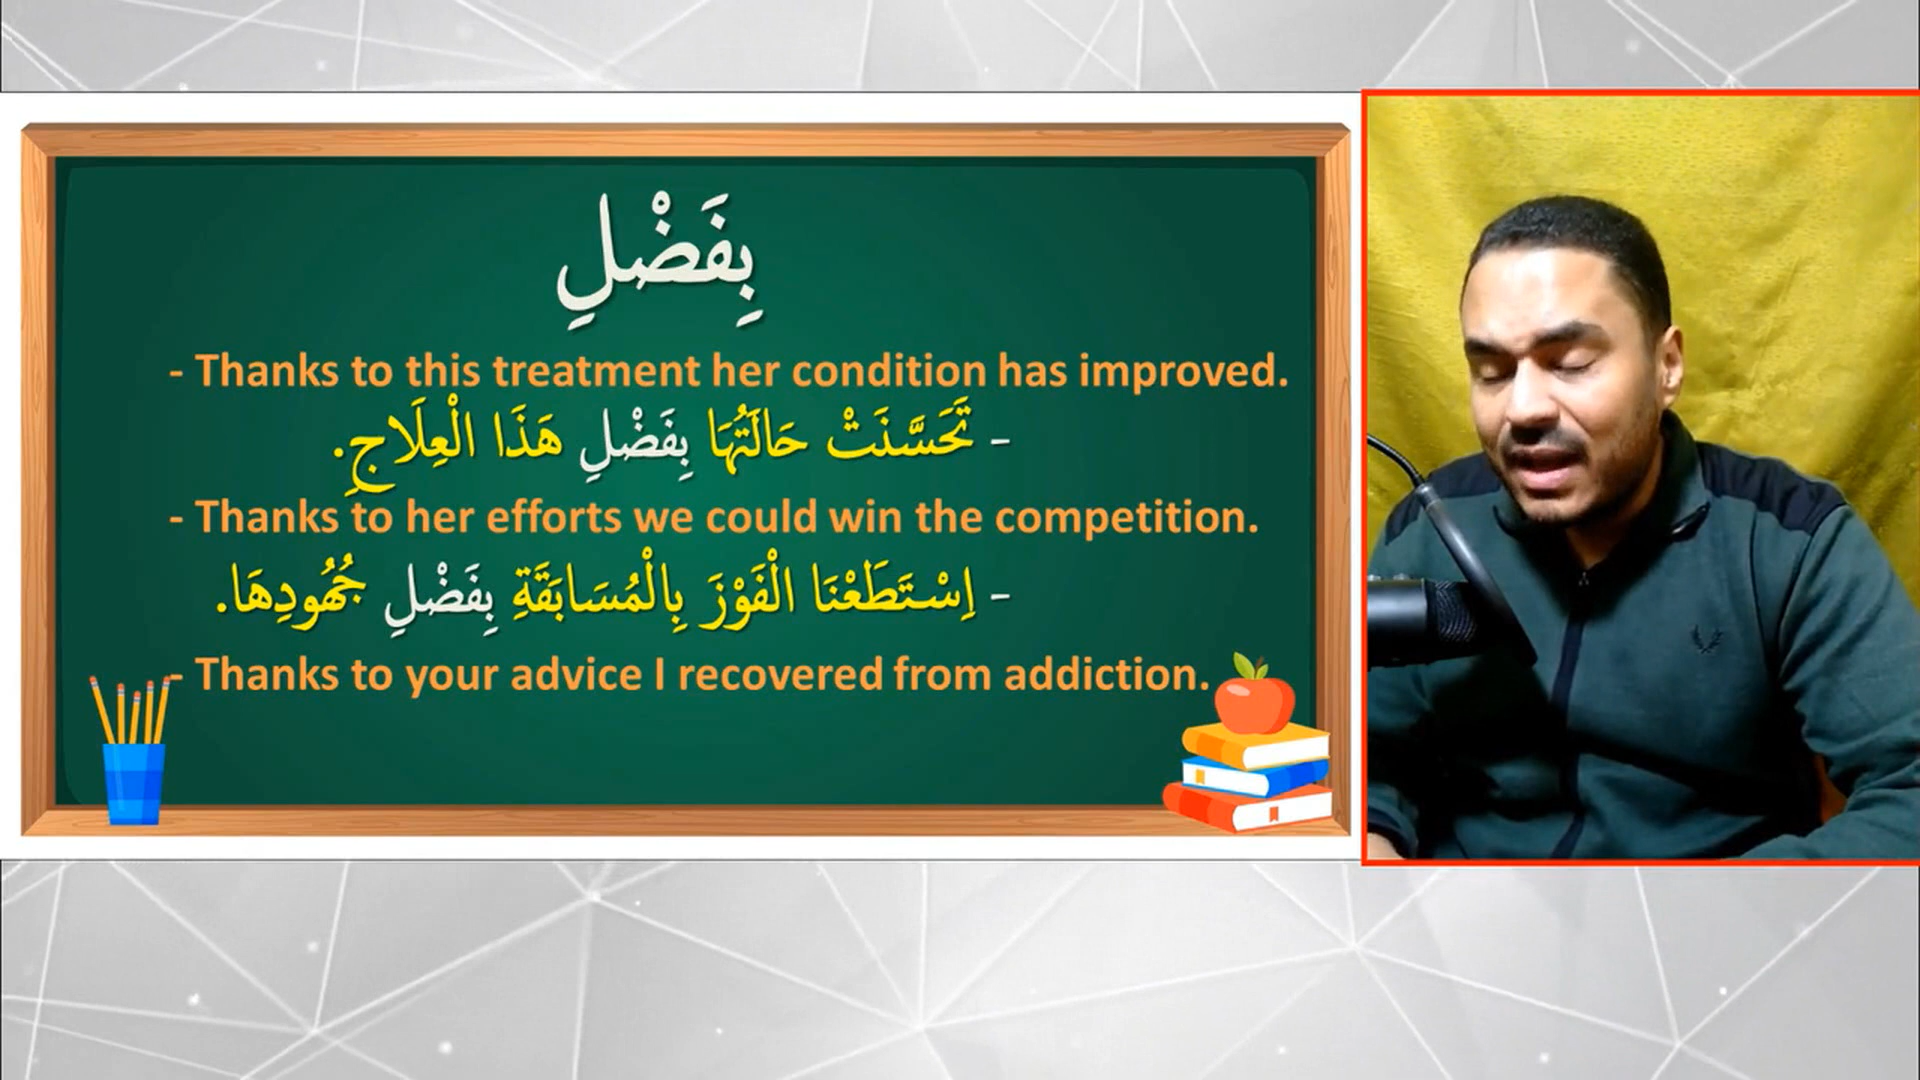 بِفَضْلِ
- Thanks to this treatment her condition has improved.
- تَحَسَّنَتْ حَالَتُهَا بِفَضْلِ هَذَا الْعِلَاجِ.
- Thanks to her efforts we could win the competition.
- اِسْتَطَعْنَا الْفَوْزَ بِالْمُسَابَقَةِ بِفَضْلِ جُهُودِهَا.
- Thanks to your advice I recovered from addiction.